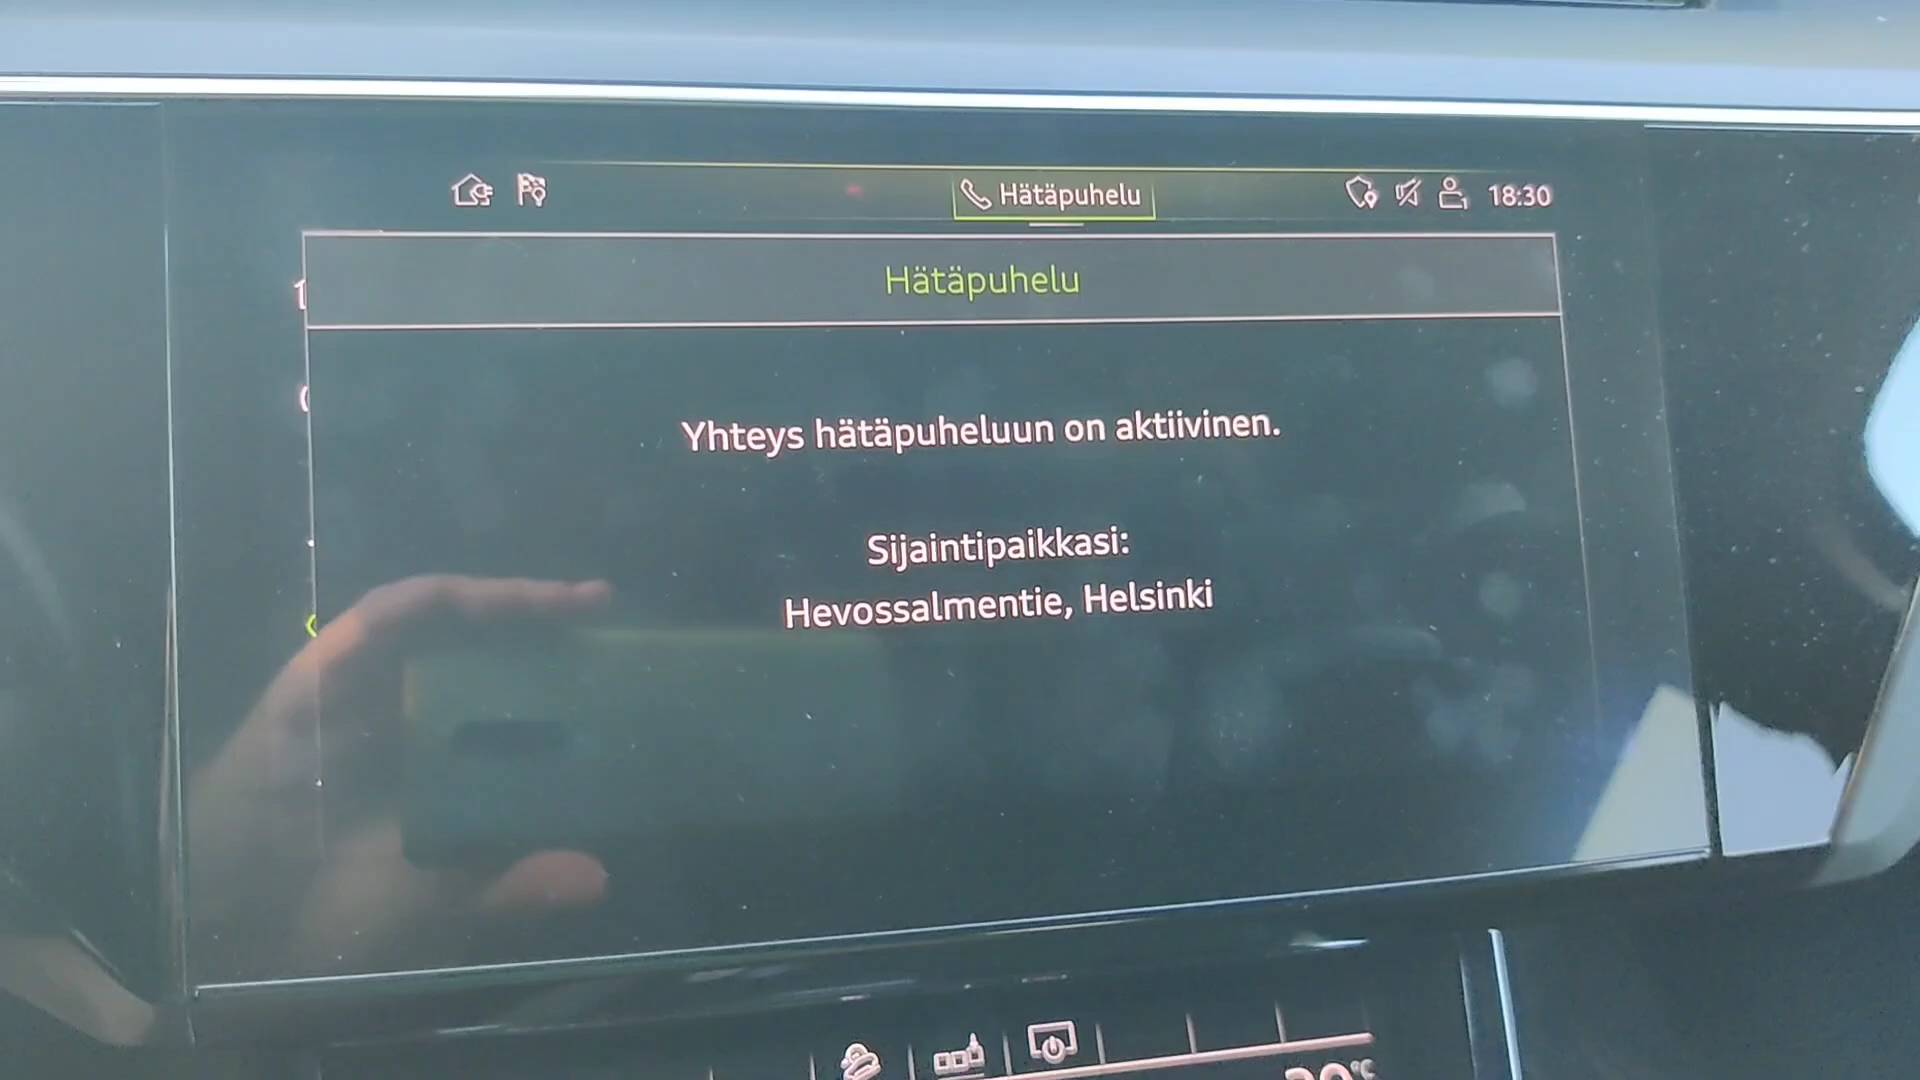 Hätäpuhelu
18:30
Hätäpuhelu
Yhteys hätäpuheluun on aktiivinen.
Sijaintipaikkasi:
Hevossalmentie, Helsinki